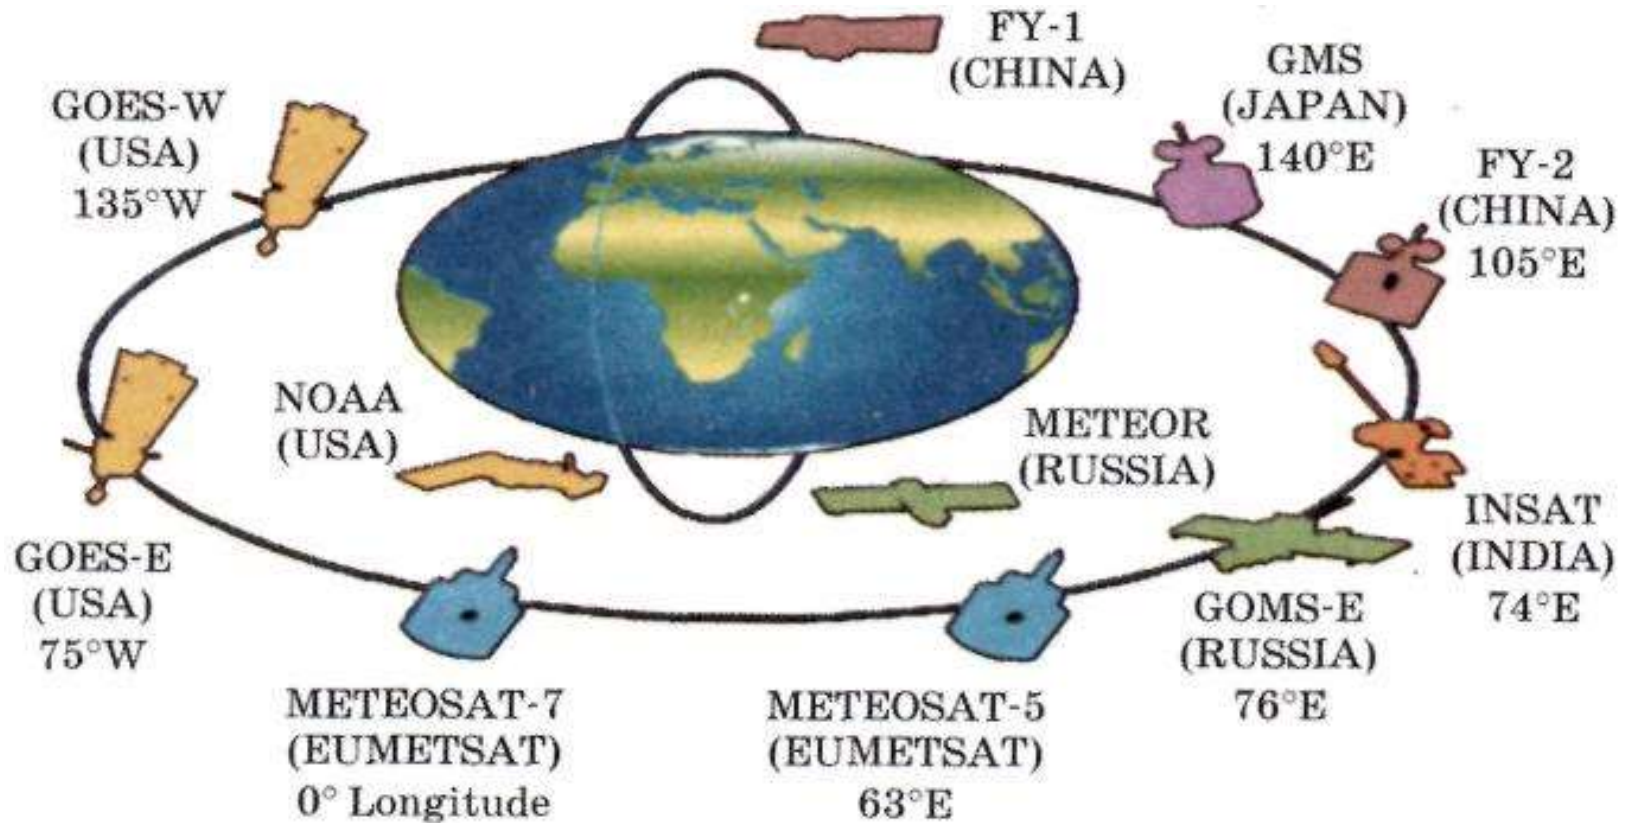 FY-1
(CHINA)
GMS
(JAPAN)
140°E
GOES-W
(USA)
135°W
FY-2
(CHINA)
105°E
NOAA
(USA)
METEOR
(RUSSIA)
INSAT
(INDIA)
74°E
GOES-E
(USA)
75°W
GOMS-E
(RUSSIA)
76°E
METEOSAT-7
(EUMETSAT)
0° Longitude
METEOSAT-5
(EUMETSAT)
63°E